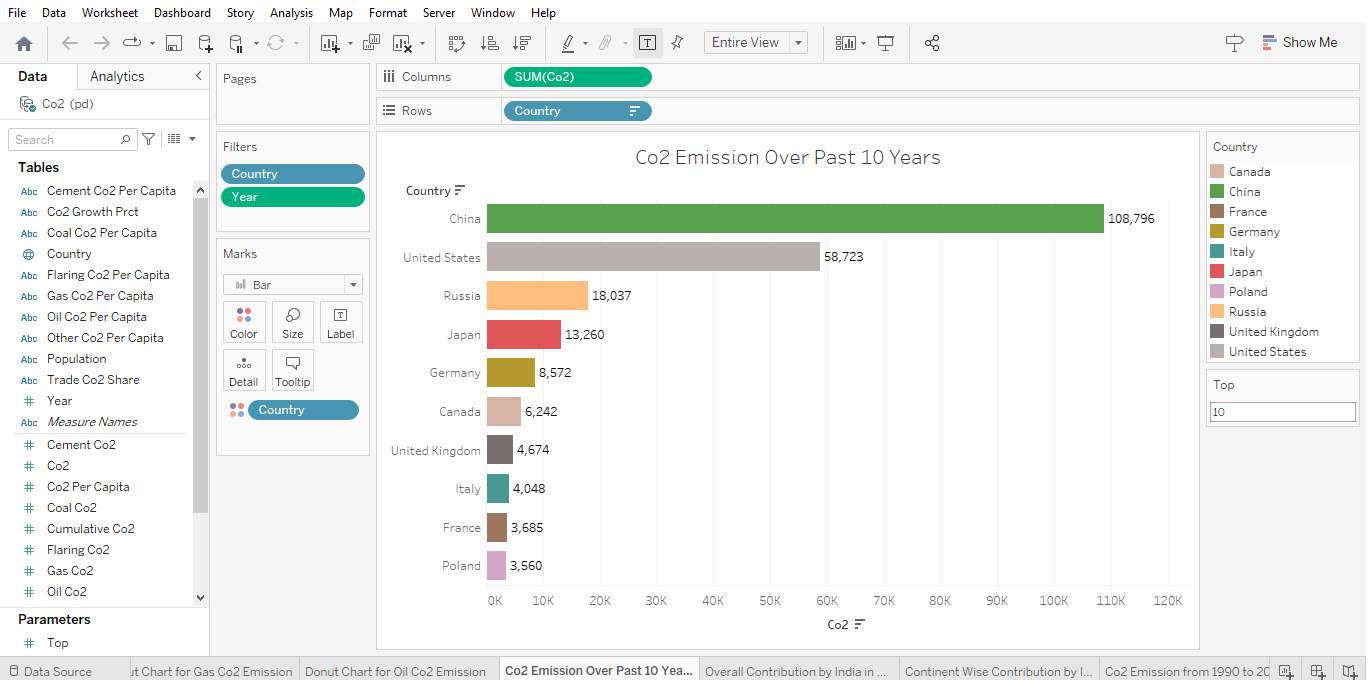 File Data Worksheet Dashboard Story Analysis Map Format Server Window Help
Entire View
Show Me
Data Analytics
Co2 (pd)
Search
Tables
Abc Cement Co2 Per Capita
Abc Co2 Growth Prct
Abc Coal Co2 Per Capita
Country
Abc Flaring Co2 Per Capita
Abc Gas Co2 Per Capita
Abc Oil Co2 Per Capita
Abc Other Co2 Per Capita
Abc Population
Abc Trade Co2 Share
# Year
Abc Measure Names
# Cement Co2
# Co2
# Co2 Per Capita
# Coal Co2
# Cumulative Co2
# Flaring Co2
# Gas Co2
# Oil Co2
Parameters
# Top
Pages
Filters
Country
Year
Marks
Bar
Color Size Label
Detail Tooltip
Country
Columns SUM(Co2)
Rows Country
Co2 Emission Over Past 10 Years
Country
China 108,796
United States 58,723
Russia 18,037
Japan 13,260
Germany 8,572
Canada 6,242
United Kingdom 4,674
Italy 4,048
France 3,685
Poland 3,560
0K 10K 20K 30K 40K 50K 60K 70K 80K 90K 100K 110K 120K
Co2
Country
Canada
China
France
Germany
Italy
Japan
Poland
Russia
United Kingdom
United States
Top
10
Data Source ut Chart for Gas Co2 Emission Donut Chart for Oil Co2 Emission Co2 Emission Over Past 10 Yea... Overall Contribution by India in ... Continent Wise Contribution by I... Co2 Emission from 1990 to 20